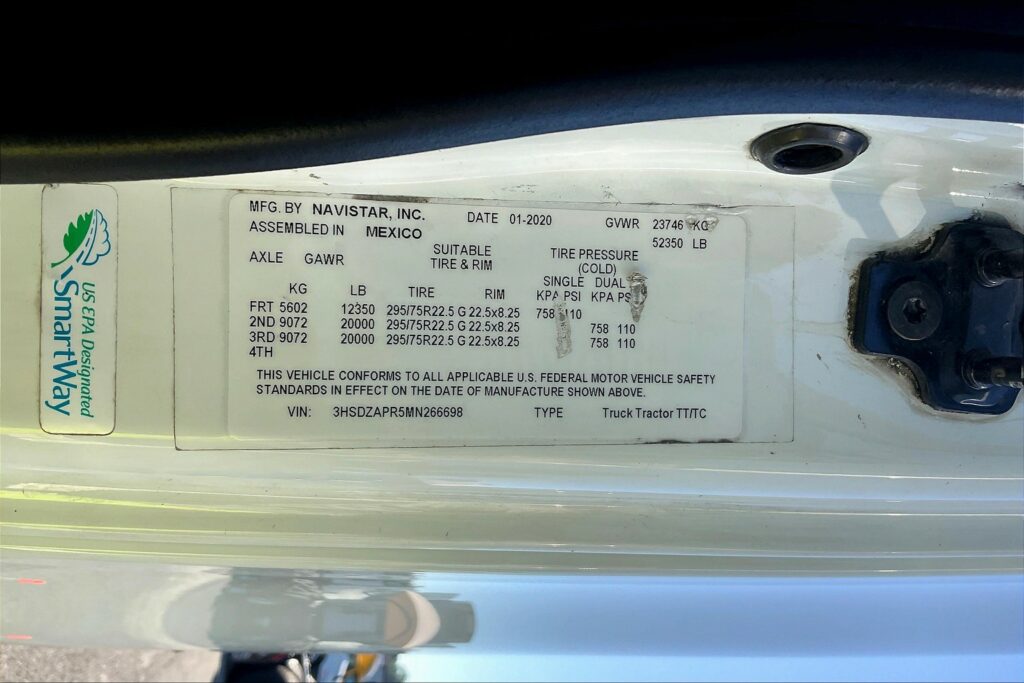 MFG. BY NAVISTAR, INC. DATE 01-2020 GVWR 23746 KG
ASSEMBLED IN MEXICO 52350 LB
AXLE GAWR SUITABLE TIRE & RIM TIRE PRESSURE (COLD)
SINGLE DUAL
KG LB TIRE RIM KPA PSI KPA PSI
FRT 5602 12350 295/75R22.5 G 22.5x8.25 758 110
2ND 9072 20000 295/75R22.5 G 22.5x8.25 758 110
3RD 9072 20000 295/75R22.5 G 22.5x8.25 758 110
4TH
THIS VEHICLE CONFORMS TO ALL APPLICABLE U.S. FEDERAL MOTOR VEHICLE SAFETY
STANDARDS IN EFFECT ON THE DATE OF MANUFACTURE SHOWN ABOVE.
VIN: 3HSDZAPR5MN266698 TYPE Truck Tractor TT/TC
US EPA Designated
SmartWay